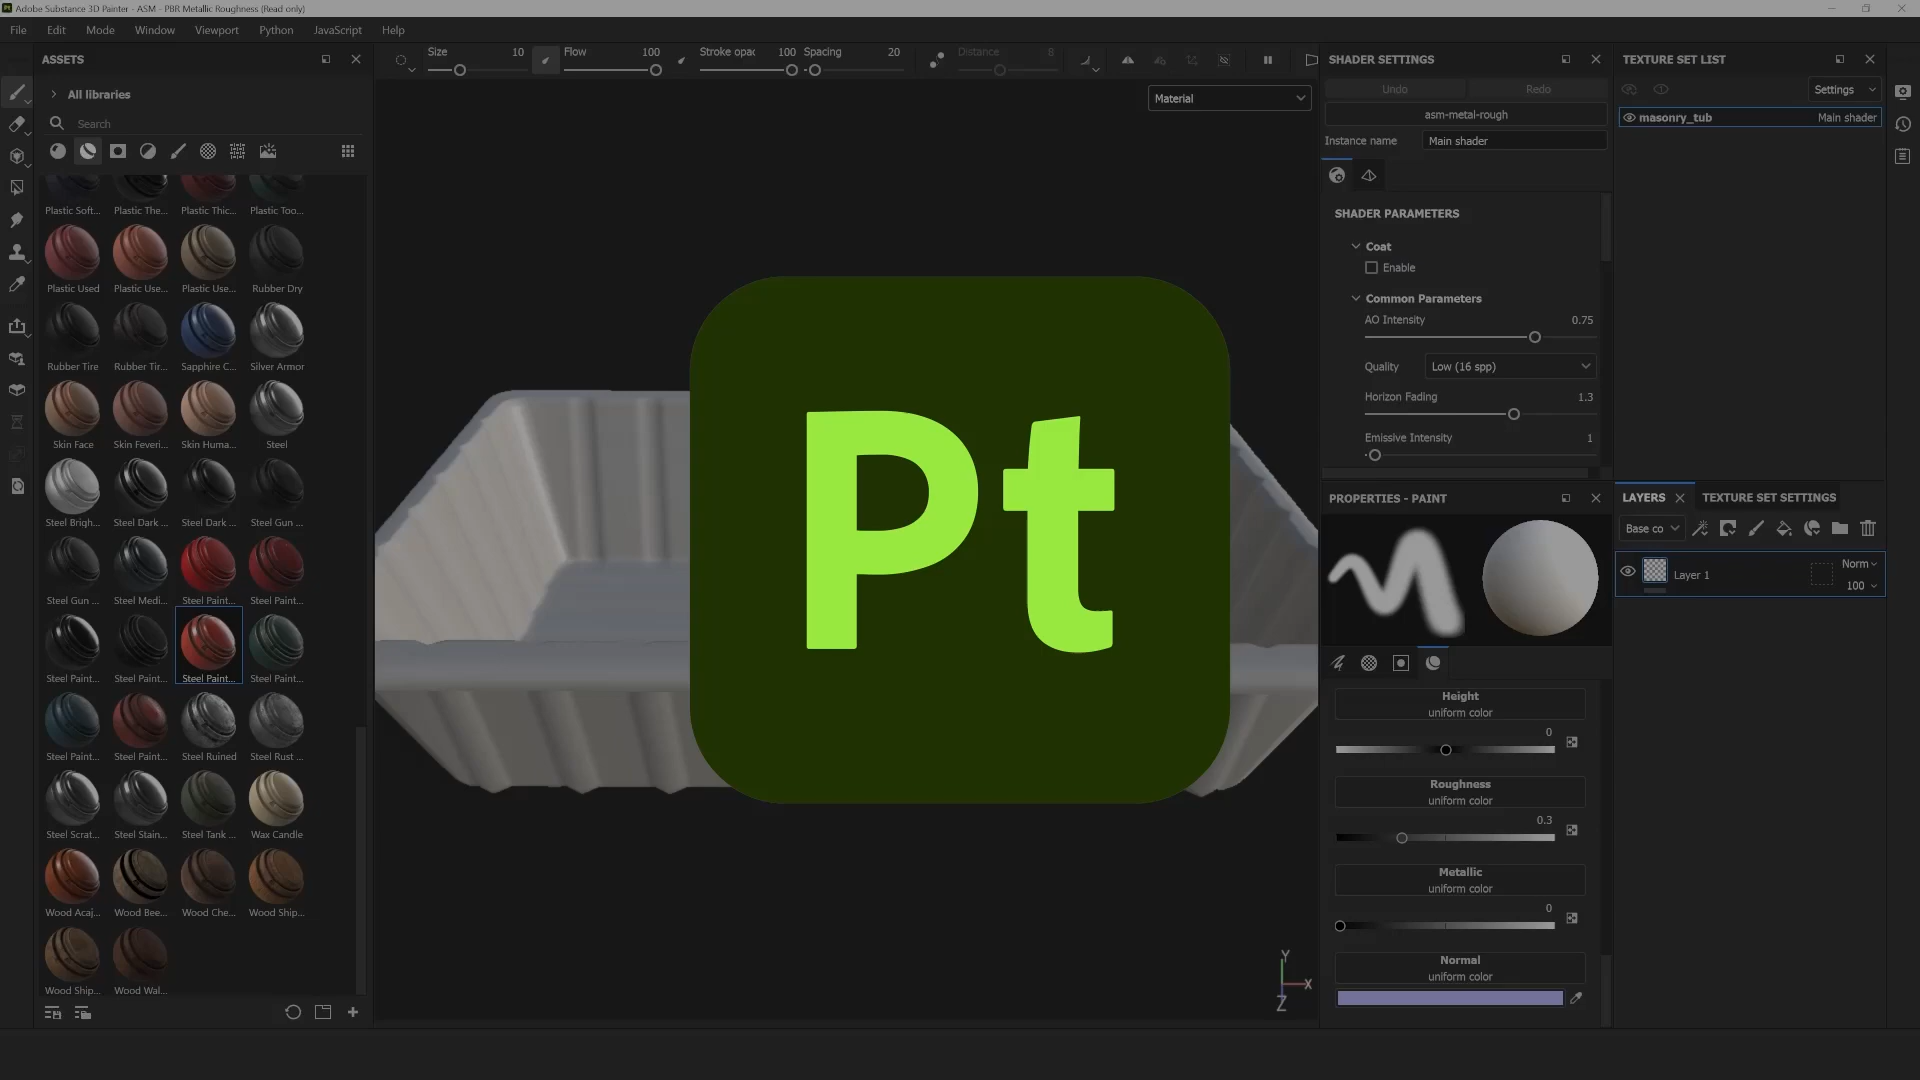 Pt Adobe Substance 3D Painter - ASM - PBR Metallic Roughness (Read only)
File Edit Mode Window Viewport Python JavaScript Help
ASSETS
All libraries
Search
Plastic Soft... Plastic The... Plastic Thic... Plastic Too...
Plastic Used Plastic Use... Plastic Use... Rubber Dry
Rubber Tire Rubber Tir... Sapphire C... Silver Armor
Skin Face Skin Feveri... Skin Huma... Steel
Steel Brigh... Steel Dark ... Steel Dark ... Steel Gun ...
Steel Gun ... Steel Medi... Steel Paint... Steel Paint...
Steel Paint... Steel Paint... Steel Paint... Steel Paint...
Steel Paint... Steel Paint... Steel Ruined Steel Rust ...
Steel Scrat... Steel Stain... Steel Tank ... Wax Candle
Wood Acaj... Wood Bee... Wood Che... Wood Ship...
Wood Ship... Wood Wal...
Size 10 Flow 100 Stroke opac 100 Spacing 20 Distance 8
Material
Pt
Y
X
Z
SHADER SETTINGS
Undo Redo
asm-metal-rough
Instance name Main shader
SHADER PARAMETERS
Coat
Enable
Common Parameters
AO Intensity 0.75
Quality Low (16 spp)
Horizon Fading 1.3
Emissive Intensity 1
PROPERTIES - PAINT
Height
uniform color
0
Roughness
uniform color
0.3
Metallic
uniform color
0
Normal
uniform color
TEXTURE SET LIST
Settings
masonry_tub Main shader
LAYERS TEXTURE SET SETTINGS
Base co
Layer 1 Norm
100